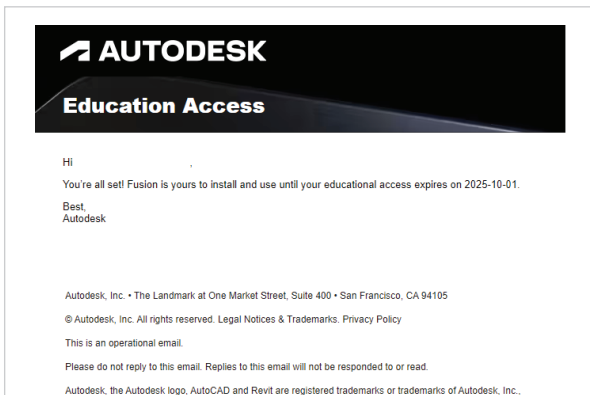 AUTODESK
Education Access
Hi ,
You're all set! Fusion is yours to install and use until your educational access expires on 2025-10-01.
Best,
Autodesk
Autodesk, Inc. • The Landmark at One Market Street, Suite 400 • San Francisco, CA 94105
© Autodesk, Inc. All rights reserved. Legal Notices & Trademarks. Privacy Policy
This is an operational email.
Please do not reply to this email. Replies to this email will not be responded to or read.
Autodesk, the Autodesk logo, AutoCAD and Revit are registered trademarks or trademarks of Autodesk, Inc.,